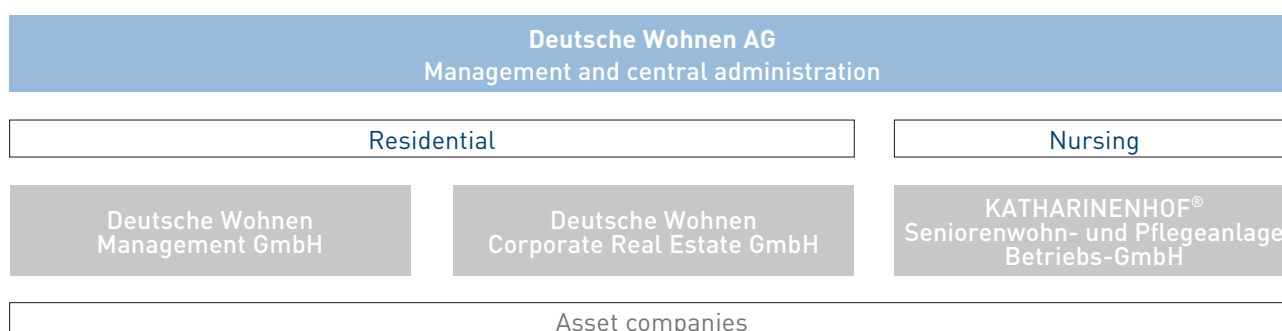 Deutsche Wohnen AG
Management and central administration
Residential
Nursing
Deutsche Wohnen
Management GmbH
Deutsche Wohnen
Corporate Real Estate GmbH
KATHARINENHOF®
Seniorenwohn- und Pflegeanlage
Betriebs-GmbH
Asset companies